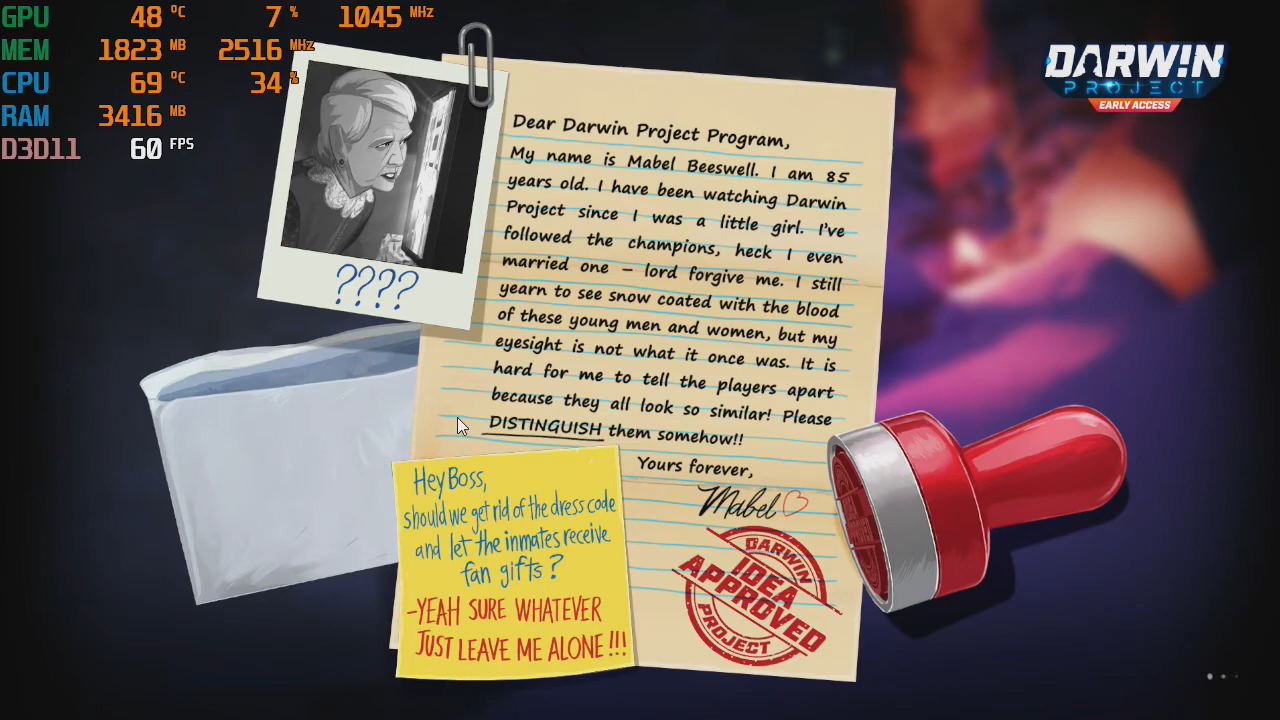 GPU 48 °C 7 % 1045 MHz
MEM 1823 MB 2516 MHz
CPU 69 °C 34 %
RAM 3416 MB
D3D11 60 FPS
DARW!N
PROJECT
EARLY ACCESS
????
Dear Darwin Project Program,
My name is Mabel Beeswell. I am 85
years old. I have been watching Darwin
Project since I was a little girl. I've
followed the champions, heck I even
married one – lord forgive me. I still
yearn to see snow coated with the blood
of these young men and women, but my
eyesight is not what it once was. It is
hard for me to tell the players apart
because they all look so similar! Please
DISTINGUISH them somehow!!
Yours forever,
Mabel
Hey Boss,
should we get rid of the dress code
and let the inmates receive
fan gifts?
-YEAH SURE WHATEVER
JUST LEAVE ME ALONE!!!
DARWIN
IDEA
APPROVED
PROJECT